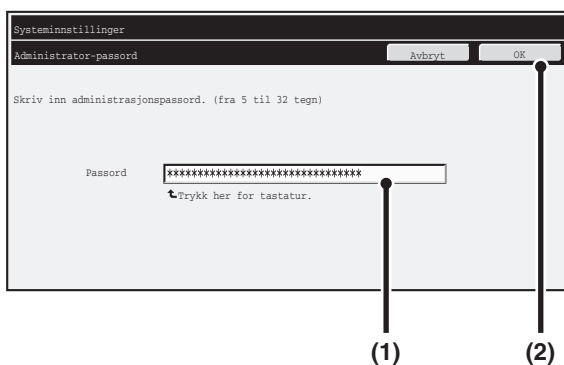 Systeminnstillinger
Administrator-passord Avbryt OK
Skriv inn administrasjonspassord. (fra 5 til 32 tegn)
Passord ********************************
Trykk her for tastatur.
(1) (2)